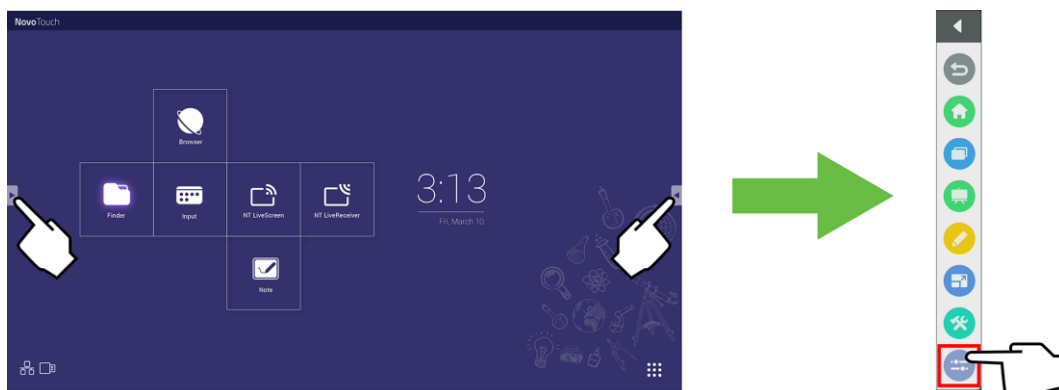 NovoTouch
Browser
Finder
Input
NT LiveScreen
NT LiveReceiver
3:13
Fri, March 10
Note